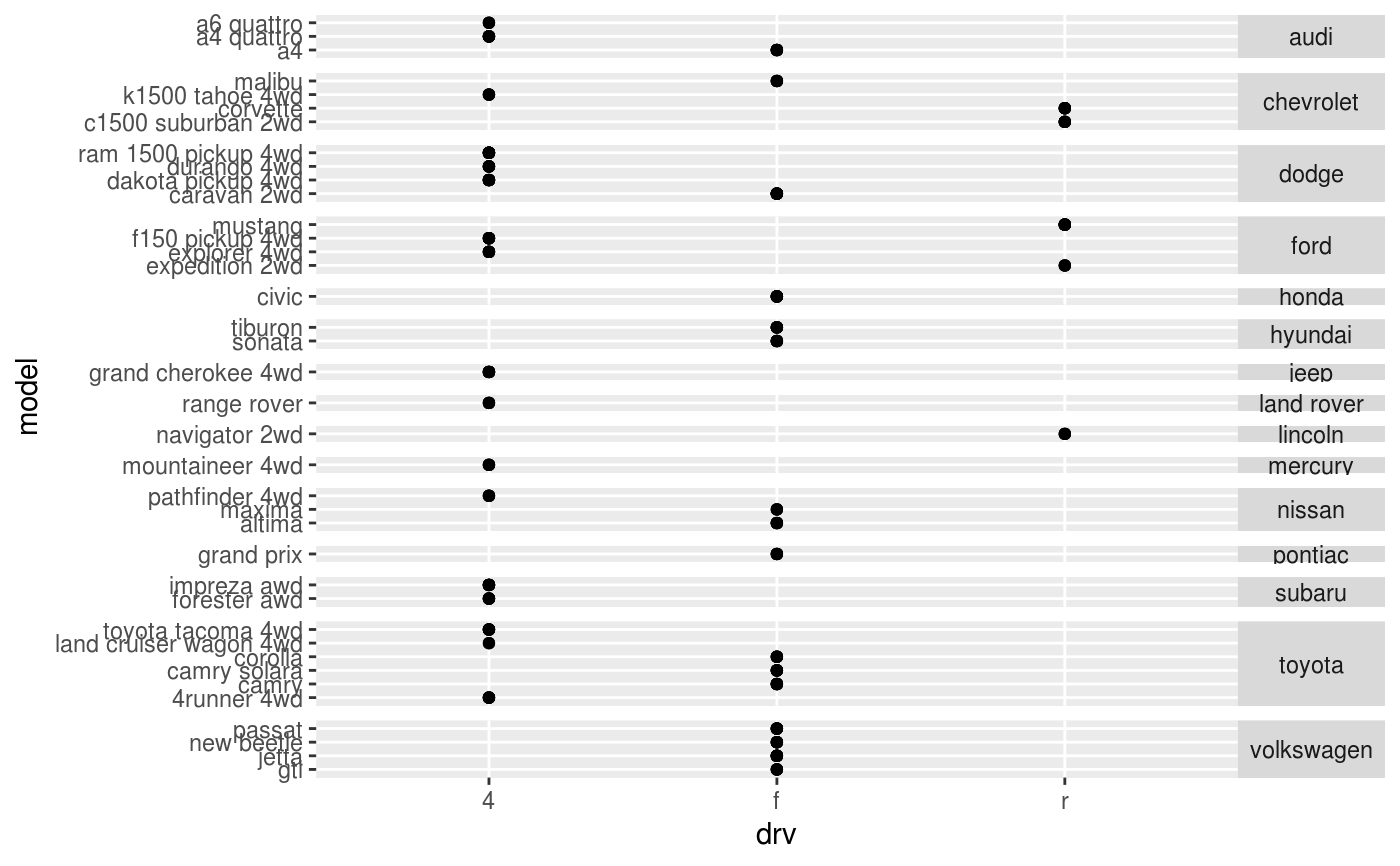 a6 quattro
a4 quattro
a4
audi
malibu
k1500 tahoe 4wd
corvette
c1500 suburban 2wd
chevrolet
ram 1500 pickup 4wd
durango 4wd
dakota pickup 4wd
caravan 2wd
dodge
mustang
f150 pickup 4wd
explorer 4wd
expedition 2wd
ford
civic
honda
tiburon
sonata
hyundai
grand cherokee 4wd
jeep
range rover
land rover
navigator 2wd
lincoln
mountaineer 4wd
mercury
pathfinder 4wd
maxima
altima
nissan
grand prix
pontiac
impreza awd
forester awd
subaru
toyota tacoma 4wd
land cruiser wagon 4wd
corolla
camry solara
camry
4runner 4wd
toyota
passat
new beetle
jetta
gti
volkswagen
model
4
f
r
drv